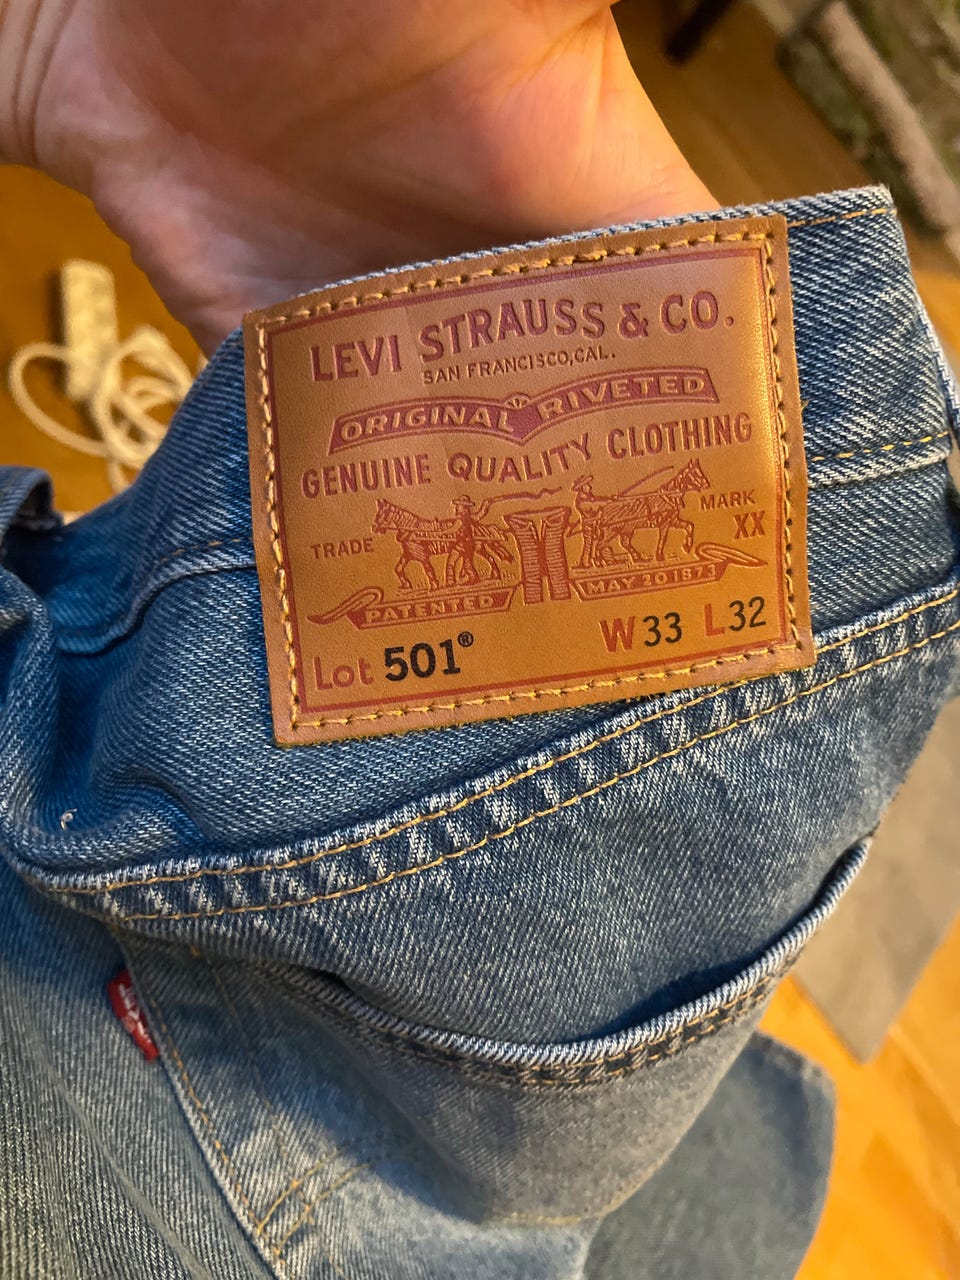 LEVI STRAUSS & CO.
SAN FRANCISCO, CAL.
ORIGINAL RIVETED
GENUINE QUALITY CLOTHING
TRADE MARK
XX
PATENTED MAY 20 1873
Lot 501® W33 L32